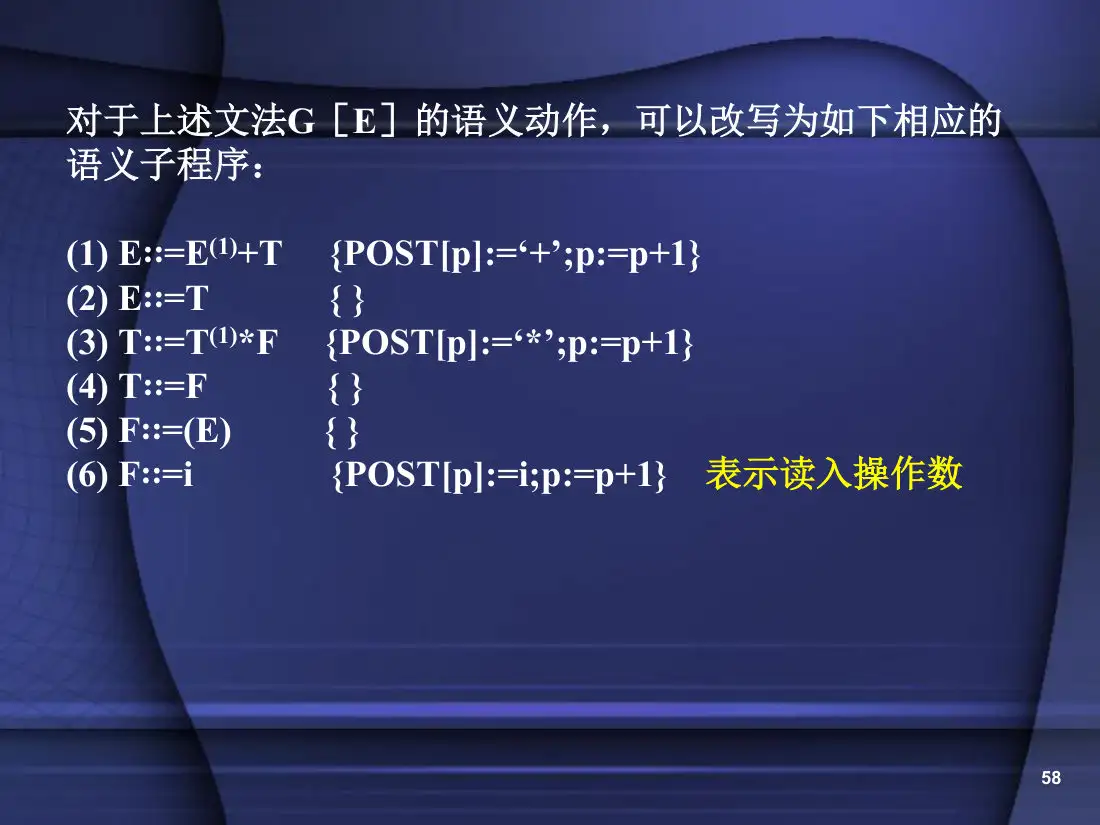 对于上述文法G［E］的语义动作，可以改写为如下相应的
语义子程序：
(1) E∷=E⁽¹⁾+T {POST[p]:=‘+’;p:=p+1}
(2) E∷=T { }
(3) T∷=T⁽¹⁾*F {POST[p]:=‘*’;p:=p+1}
(4) T∷=F { }
(5) F∷=(E) { }
(6) F∷=i {POST[p]:=i;p:=p+1} 表示读入操作数
58